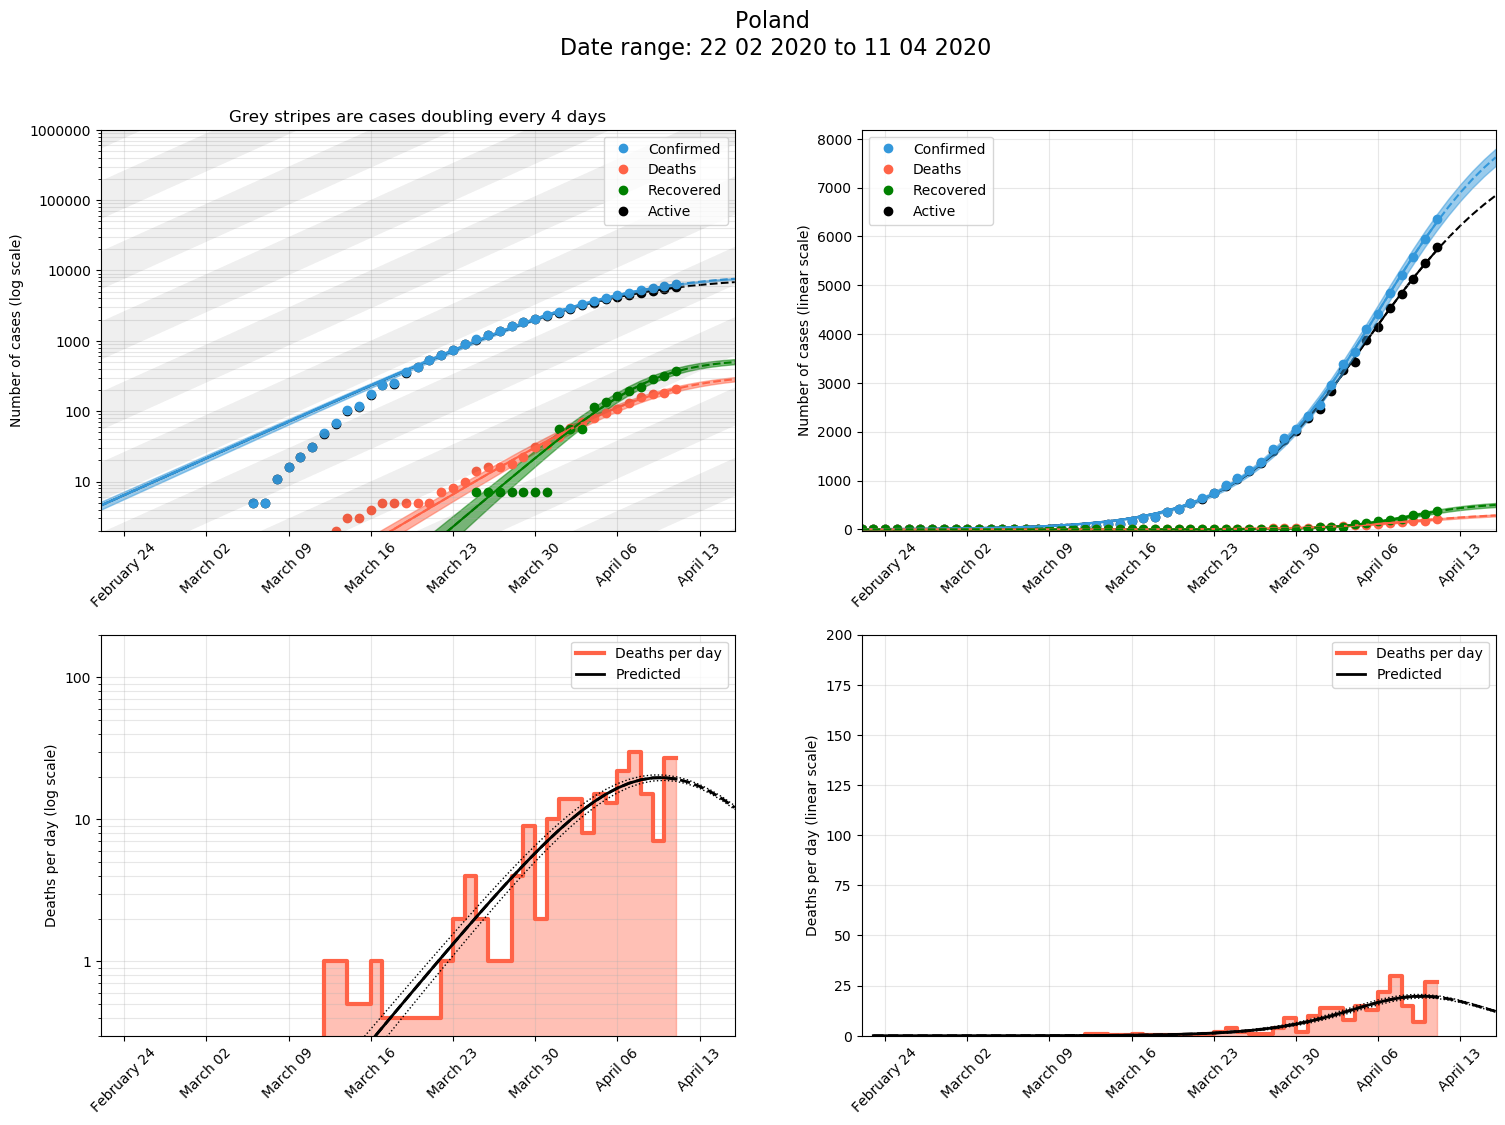 Poland
Date range: 22 02 2020 to 11 04 2020
Grey stripes are cases doubling every 4 days
Number of cases (log scale)
1000000
100000
10000
1000
100
10
Confirmed
Deaths
Recovered
Active
February 24
March 02
March 09
March 16
March 23
March 30
April 06
April 13
Number of cases (linear scale)
8000
7000
6000
5000
4000
3000
2000
1000
0
Confirmed
Deaths
Recovered
Active
February 24
March 02
March 09
March 16
March 23
March 30
April 06
April 13
Deaths per day (log scale)
100
10
1
Deaths per day
Predicted
February 24
March 02
March 09
March 16
March 23
March 30
April 06
April 13
Deaths per day (linear scale)
200
175
150
125
100
75
50
25
0
Deaths per day
Predicted
February 24
March 02
March 09
March 16
March 23
March 30
April 06
April 13